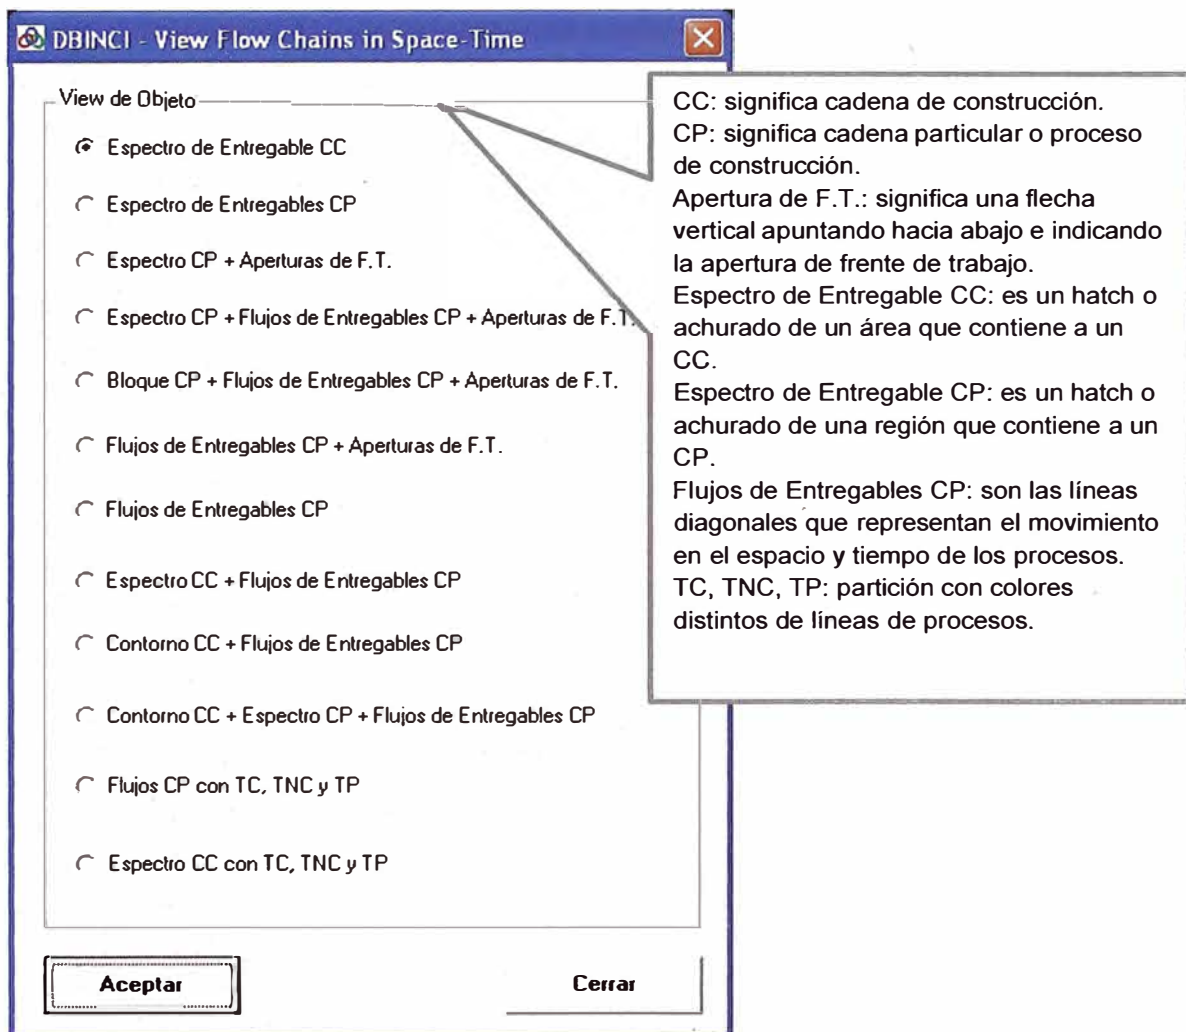 DBINCI - View Flow Chains in Space-Time
View de Objeto
Espectro de Entregable CC
Espectro de Entregables CP
Espectro CP + Aperturas de F.T.
Espectro CP + Flujos de Entregables CP + Aperturas de F.T.
Bloque CP + Flujos de Entregables CP + Aperturas de F.T.
Flujos de Entregables CP + Aperturas de F.T.
Flujos de Entregables CP
Espectro CC + Flujos de Entregables CP
Contorno CC + Flujos de Entregables CP
Contorno CC + Espectro CP + Flujos de Entregables CP
Flujos CP con TC, TNC y TP
Espectro CC con TC, TNC y TP
Aceptar
Cerrar
CC: significa cadena de construcción.
CP: significa cadena particular o proceso
de construcción.
Apertura de F.T.: significa una flecha
vertical apuntando hacia abajo e indicando
la apertura de frente de trabajo.
Espectro de Entregable CC: es un hatch o
achurado de un área que contiene a un
CC.
Espectro de Entregable CP: es un hatch o
achurado de una región que contiene a un
CP.
Flujos de Entregables CP: son las líneas
diagonales que representan el movimiento
en el espacio y tiempo de los procesos.
TC, TNC, TP: partición con colores
distintos de líneas de procesos.